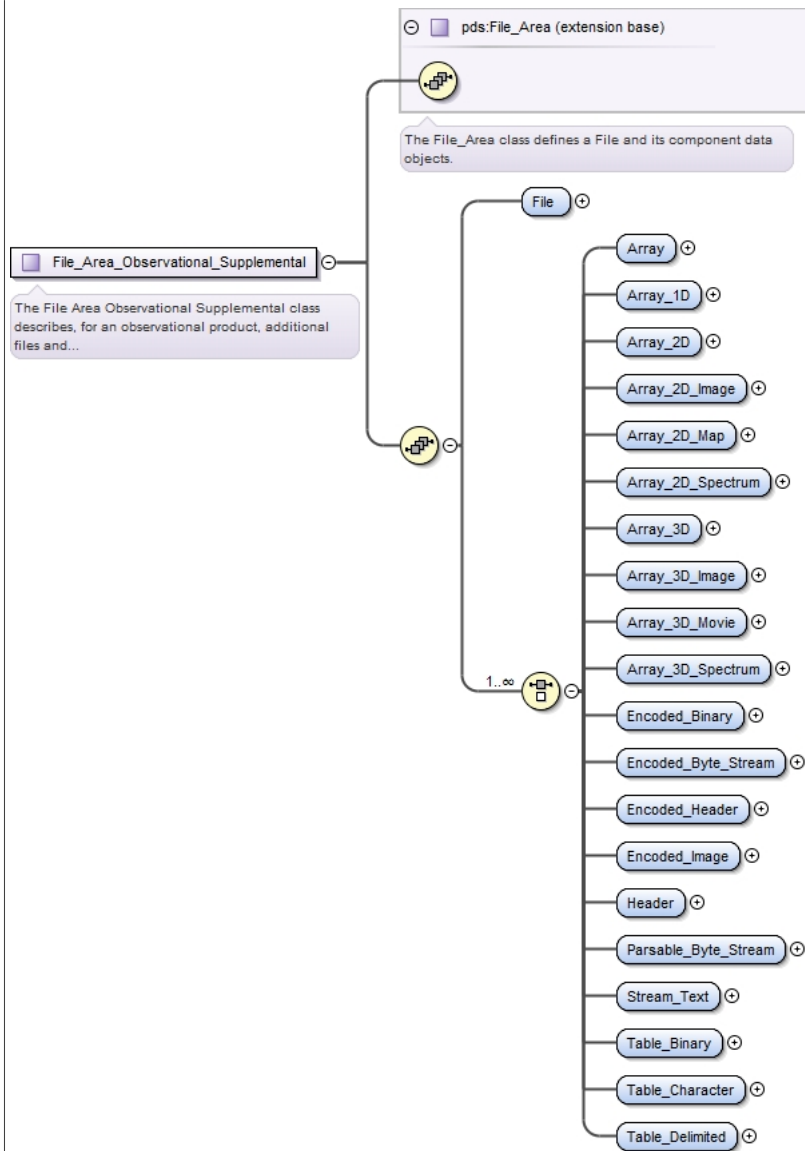 pds:File_Area (extension base)
The File_Area class defines a File and its component data
objects.
File
File_Area_Observational_Supplemental
The File Area Observational Supplemental class
describes, for an observational product, additional
files and...
Array
Array_1D
Array_2D
Array_2D_Image
Array_2D_Map
Array_2D_Spectrum
Array_3D
Array_3D_Image
Array_3D_Movie
Array_3D_Spectrum
1..∞
Encoded_Binary
Encoded_Byte_Stream
Encoded_Header
Encoded_Image
Header
Parsable_Byte_Stream
Stream_Text
Table_Binary
Table_Character
Table_Delimited